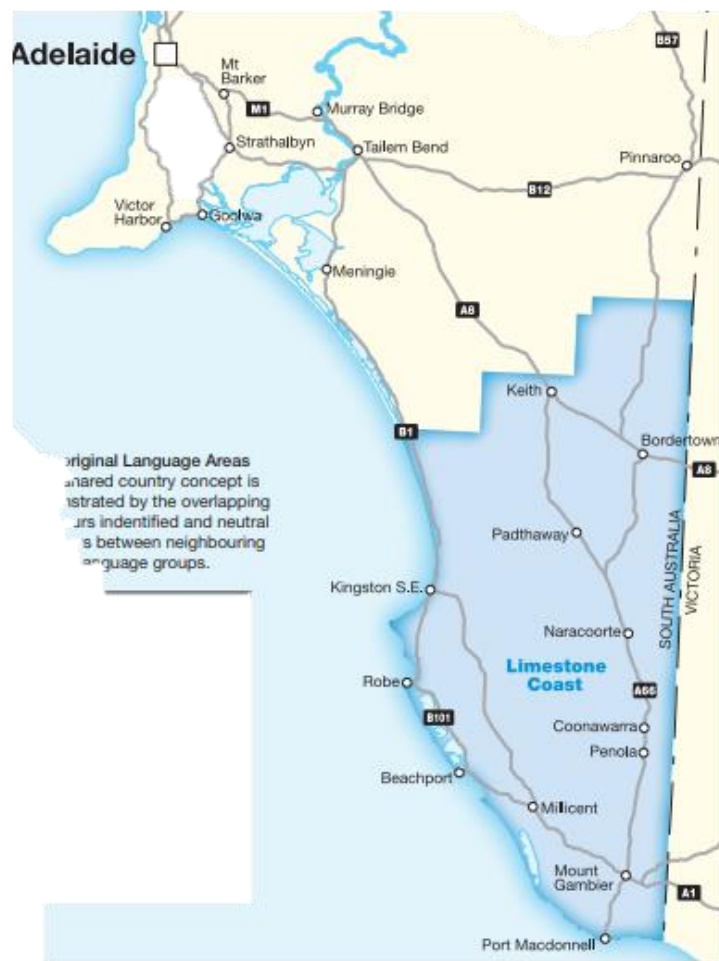 Adelaide
B57
Mt
Barker
M1
Murray Bridge
Strathalbyn
Tailem Bend
Pinnaroo
B12
Victor
Harbor
Goolwa
Meningie
A8
Keith
B1
Bordertown
A8
original Language Areas
shared country concept is
nstrated by the overlapping
urs indentified and neutral
s between neighbouring
anguage groups.
Padthaway
SOUTH AUSTRALIA
VICTORIA
Kingston S.E.
Naracoorte
Limestone
Coast
Robe
A66
B101
Coonawarra
Penola
Beachport
Millicent
Mount
Gambier
A1
Port Macdonnell